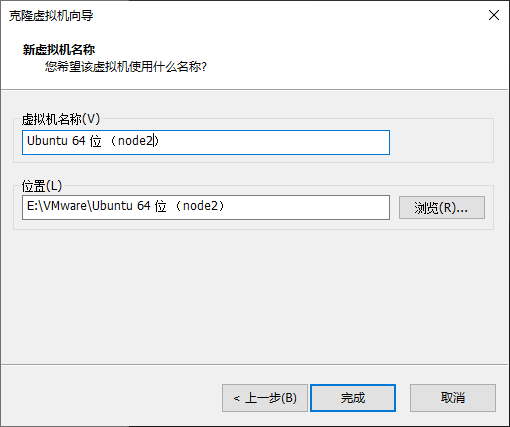 克隆虚拟机向导
新虚拟机名称
您希望该虚拟机使用什么名称?
虚拟机名称(V)
Ubuntu 64 位 （node2）
位置(L)
E:\VMware\Ubuntu 64 位 （node2）
浏览(R)...
< 上一步(B)
完成
取消